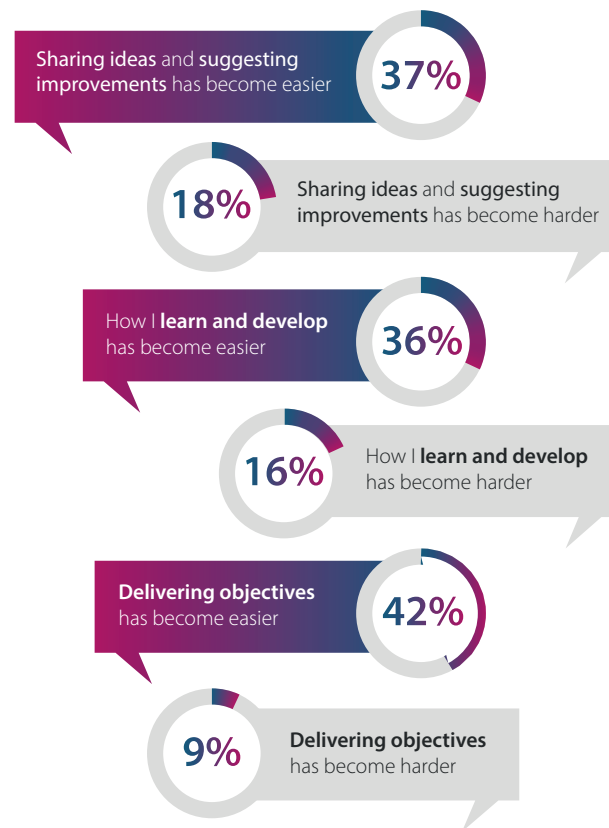 Sharing ideas and suggesting
improvements has become easier
37%
18%
Sharing ideas and suggesting
improvements has become harder
How I learn and develop
has become easier
36%
16%
How I learn and develop
has become harder
Delivering objectives
has become easier
42%
9%
Delivering objectives
has become harder